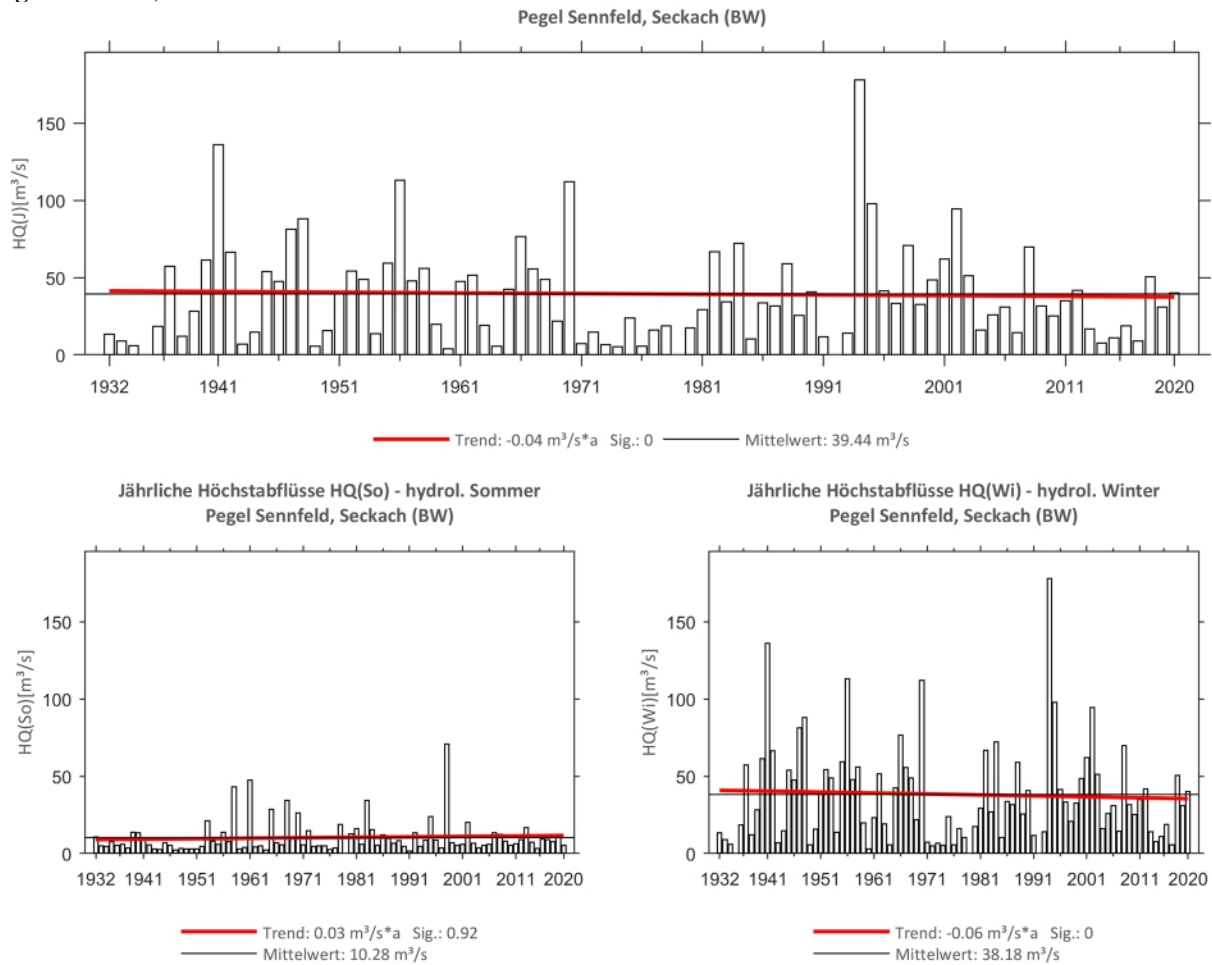 Pegel Sennfeld, Seckach (BW)
HQ(J)[m³/s]
150
100
50
0
1932 1941 1951 1961 1971 1981 1991 2001 2011 2020
Trend: -0.04 m³/s*a Sig.: 0 Mittelwert: 39.44 m³/s
Jährliche Höchstabflüsse HQ(So) - hydrol. Sommer
Pegel Sennfeld, Seckach (BW)
HQ(So)[m³/s]
150
100
50
0
1932 1941 1951 1961 1971 1981 1991 2001 2011 2020
Trend: 0.03 m³/s*a Sig.: 0.92
Mittelwert: 10.28 m³/s
Jährliche Höchstabflüsse HQ(Wi) - hydrol. Winter
Pegel Sennfeld, Seckach (BW)
HQ(Wi)[m³/s]
150
100
50
0
1932 1941 1951 1961 1971 1981 1991 2001 2011 2020
Trend: -0.06 m³/s*a Sig.: 0
Mittelwert: 38.18 m³/s